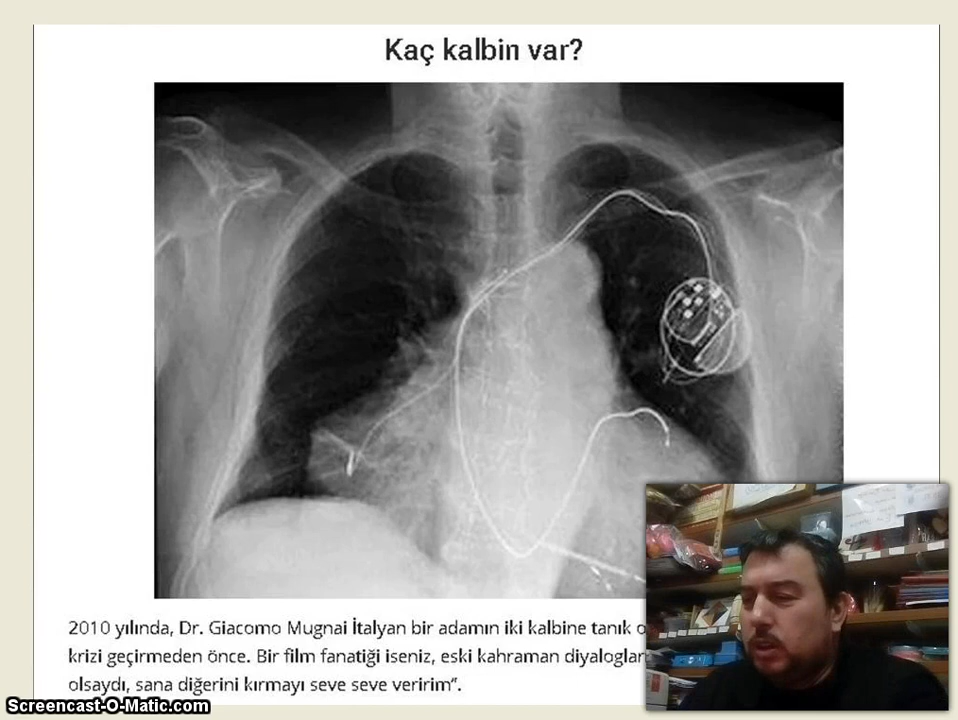 Kaç kalbin var?
2010 yılında, Dr. Giacomo Mugnai İtalyan bir adamın iki kalbine tanık
krizi geçirmeden önce. Bir film fanatiği iseniz, eski kahraman
olsaydı, sana diğerini kırmayı seve seve veririm”.
Screencast-O-Matic.com